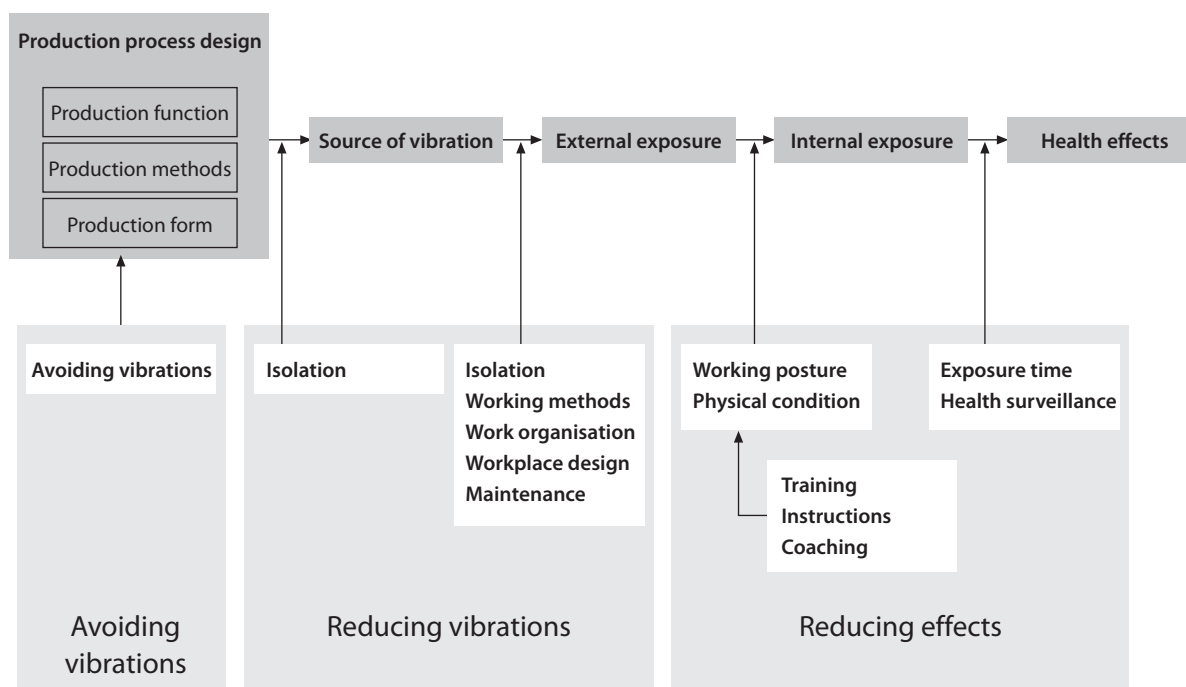 Production process design
Production function
Production methods
Production form
Source of vibration
External exposure
Internal exposure
Health effects
Avoiding vibrations
Isolation
Isolation
Working methods
Work organisation
Workplace design
Maintenance
Working posture
Physical condition
Exposure time
Health surveillance
Training
Instructions
Coaching
Avoiding
vibrations
Reducing vibrations
Reducing effects